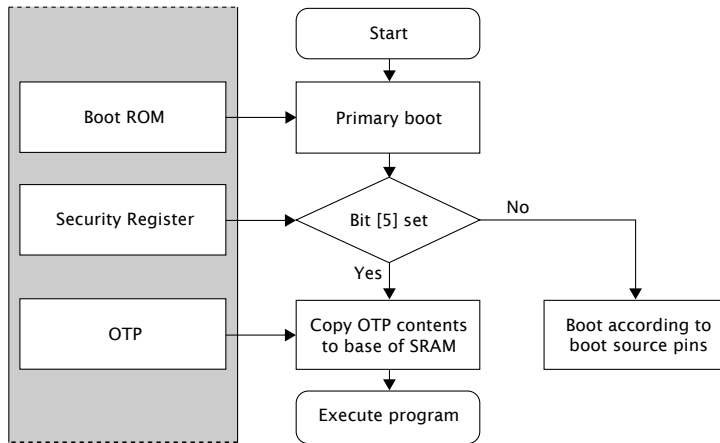 Start
Boot ROM
Primary boot
Security Register
Bit [5] set
No
Yes
OTP
Copy OTP contents
to base of SRAM
Boot according to
boot source pins
Execute program